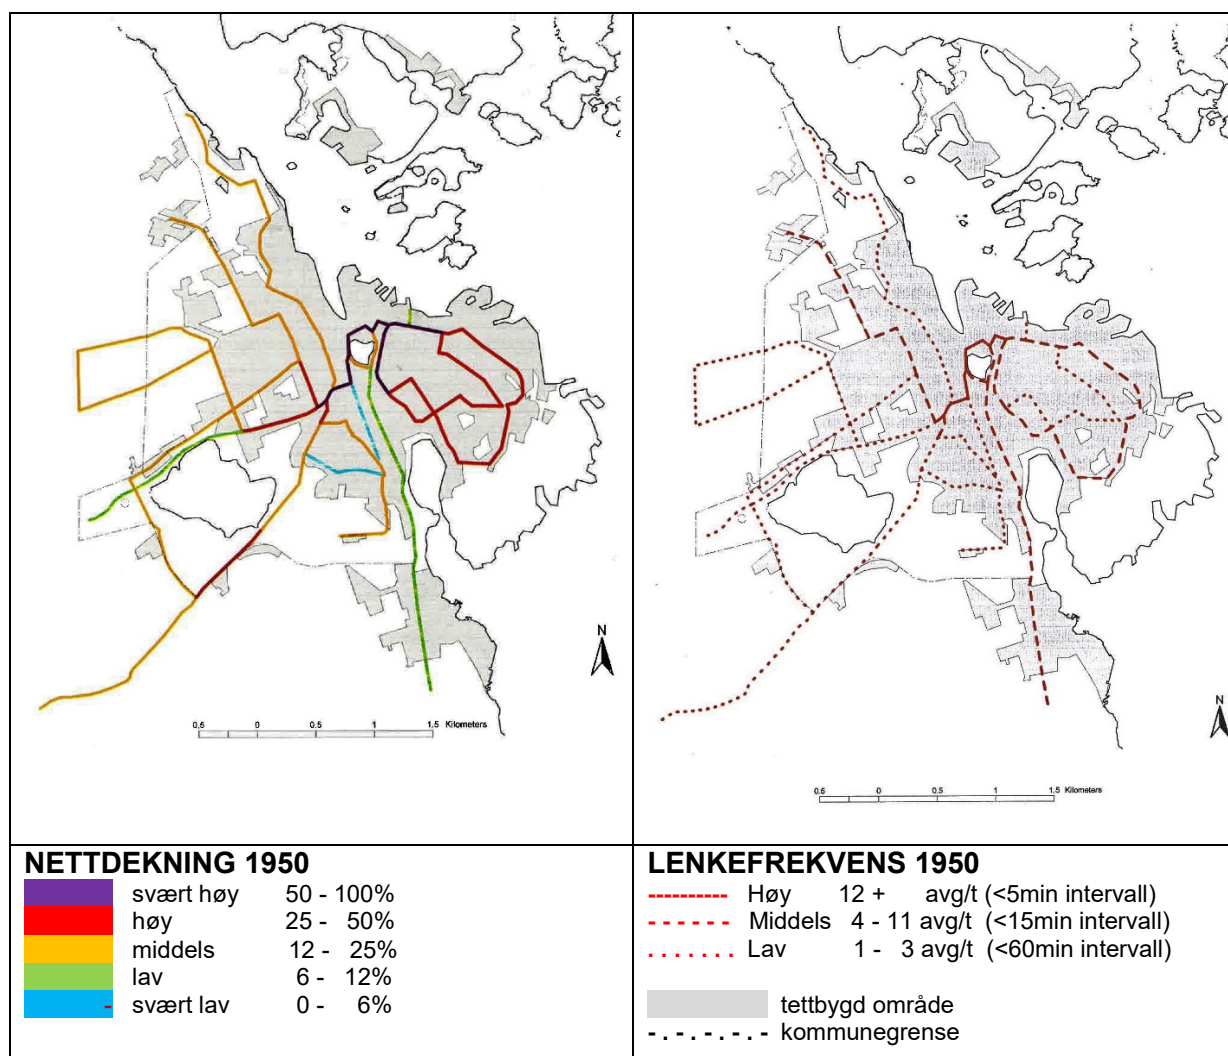 N
0.5 0 0.5 1 1.5 Kilometers
N
0.5 0 0.5 1 1.5 Kilometers
NETTDEKNING 1950
svært høy 50 - 100%
høy 25 - 50%
middels 12 - 25%
lav 6 - 12%
- svært lav 0 - 6%
LENKEFREKVENS 1950
---------- Høy 12 + avg/t (<5min intervall)
- - - - - - Middels 4 - 11 avg/t (<15min intervall)
. . . . . . . Lav 1 - 3 avg/t (<60min intervall)
tettbygd område
- . - . - . - . - kommunegrense